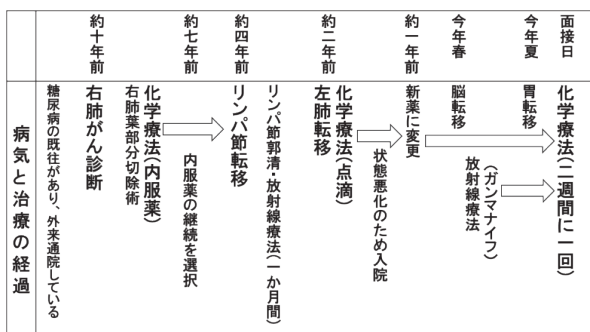 面接日
今年夏
今年春
約一年前
約二年前
約四年前
約七年前
約十年前
化学療法(二週間に一回)
胃転移
(ガンマナイフ)
放射線療法
脳転移
新薬に変更
状態悪化のため入院
化学療法(点滴)
左肺転移
リンパ節郭清・放射線療法(一か月間)
リンパ節転移
内服薬の継続を選択
化学療法(内服薬)
右肺葉部分切除術
右肺がん診断
糖尿病の既往があり、外来通院している
病気と治療の経過